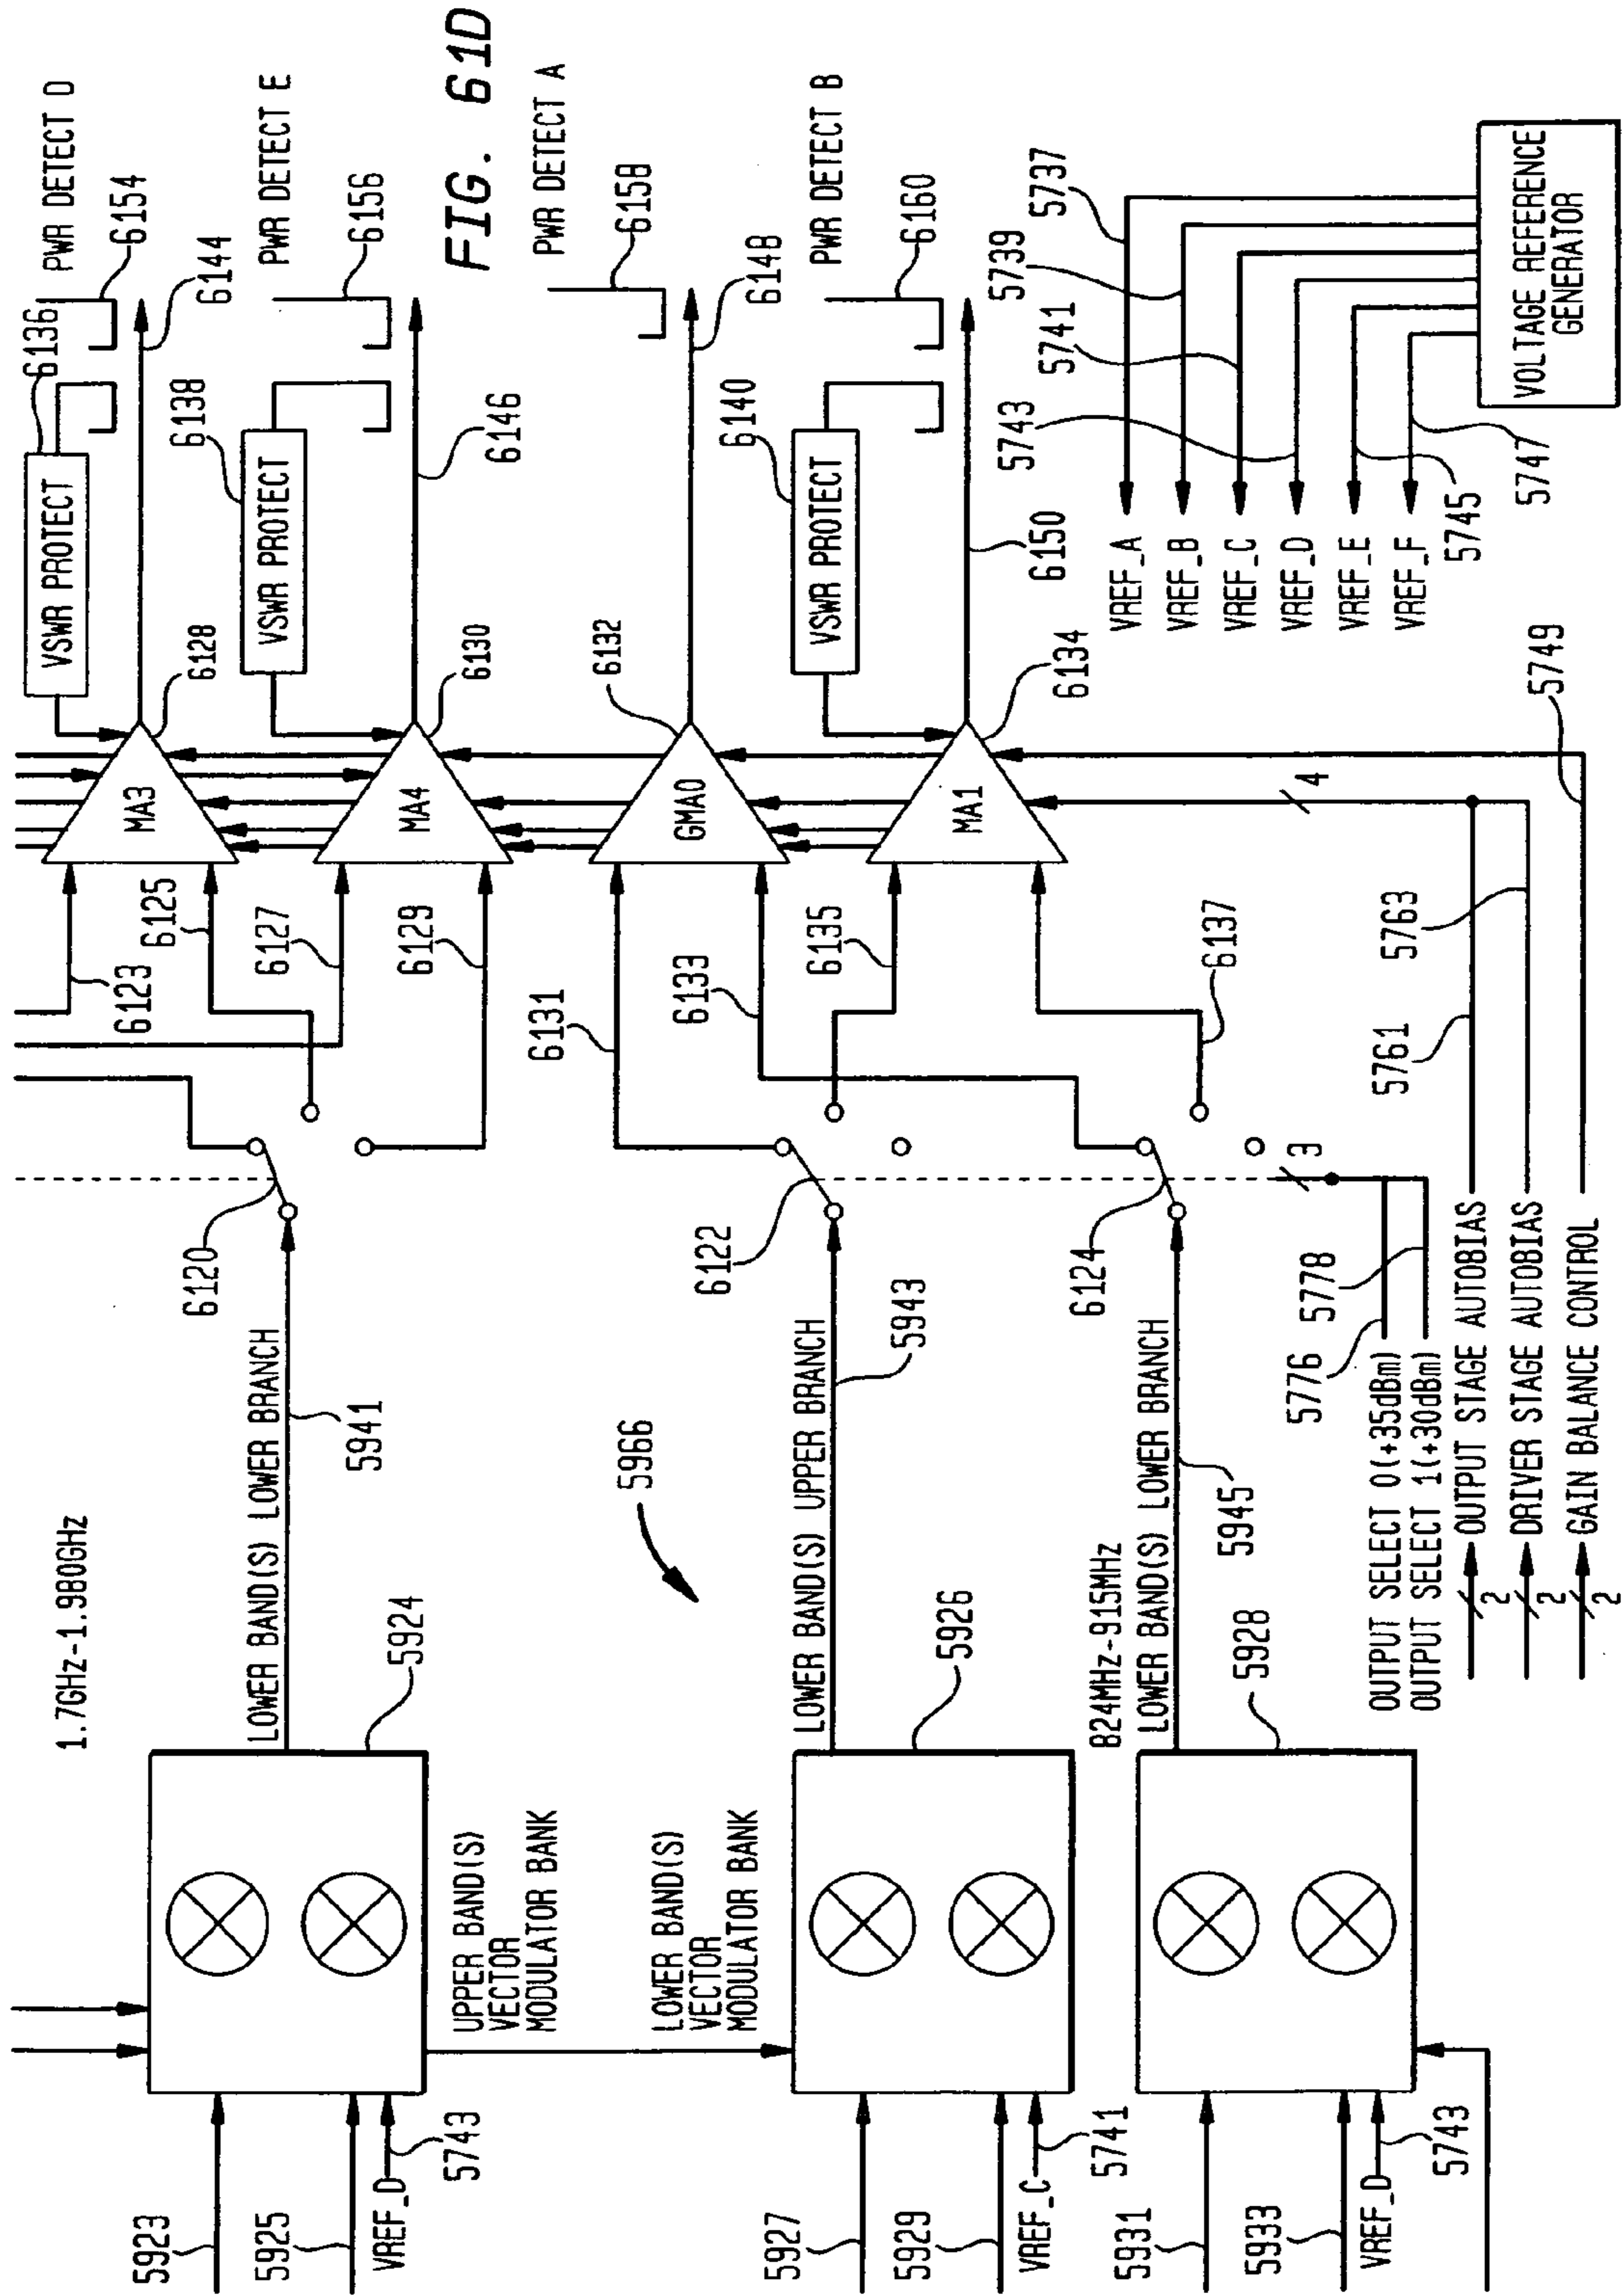 FIG. 61D
1.7GHz-1.980GHz
5923
5925
VREF_D
5743
5924
LOWER BAND(S) LOWER BRANCH
5941
6120
6123
6125
6127
6129
MA3
6128
VSWR PROTECT
6136
6144
PWR DETECT D
6154
MA4
6130
VSWR PROTECT
6138
6146
PWR DETECT E
6156
UPPER BAND(S)
VECTOR
MODULATOR BANK
LOWER BAND(S)
VECTOR
MODULATOR BANK
5966
5927
5929
VREF_C
5741
5926
LOWER BAND(S) UPPER BRANCH
5943
6122
6131
6133
GMA0
6132
6148
PWR DETECT A
6158
824MHz-915MHz
5931
5933
VREF_D
5743
5928
LOWER BAND(S) LOWER BRANCH
5945
6124
6135
6137
MA1
6134
VSWR PROTECT
6140
6150
PWR DETECT B
6160
3
4
OUTPUT SELECT 0(+35dBm)
5776
OUTPUT SELECT 1(+30dBm)
5778
2
OUTPUT STAGE AUTOBIAS
5761
2
DRIVER STAGE AUTOBIAS
5763
2
GAIN BALANCE CONTROL
5749
VREF_A
5737
VREF_B
5739
VREF_C
5741
VREF_D
5743
VREF_E
5745
VREF_F
5747
VOLTAGE REFERENCE
GENERATOR